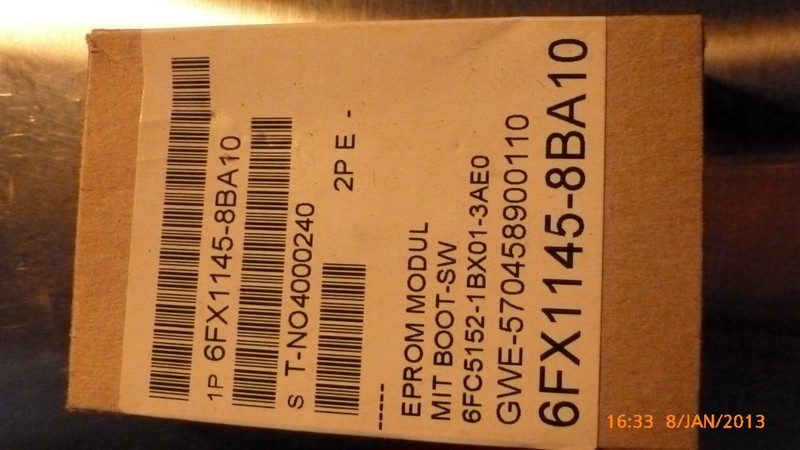 1P 6FX1145-8BA10
S T-NO4000240
2P E -
-----
EPROM MODUL
MIT BOOT-SW
6FC5152-1BX01-3AE0
GWE-570458900110
6FX1145-8BA10
16:33 8/JAN/2013